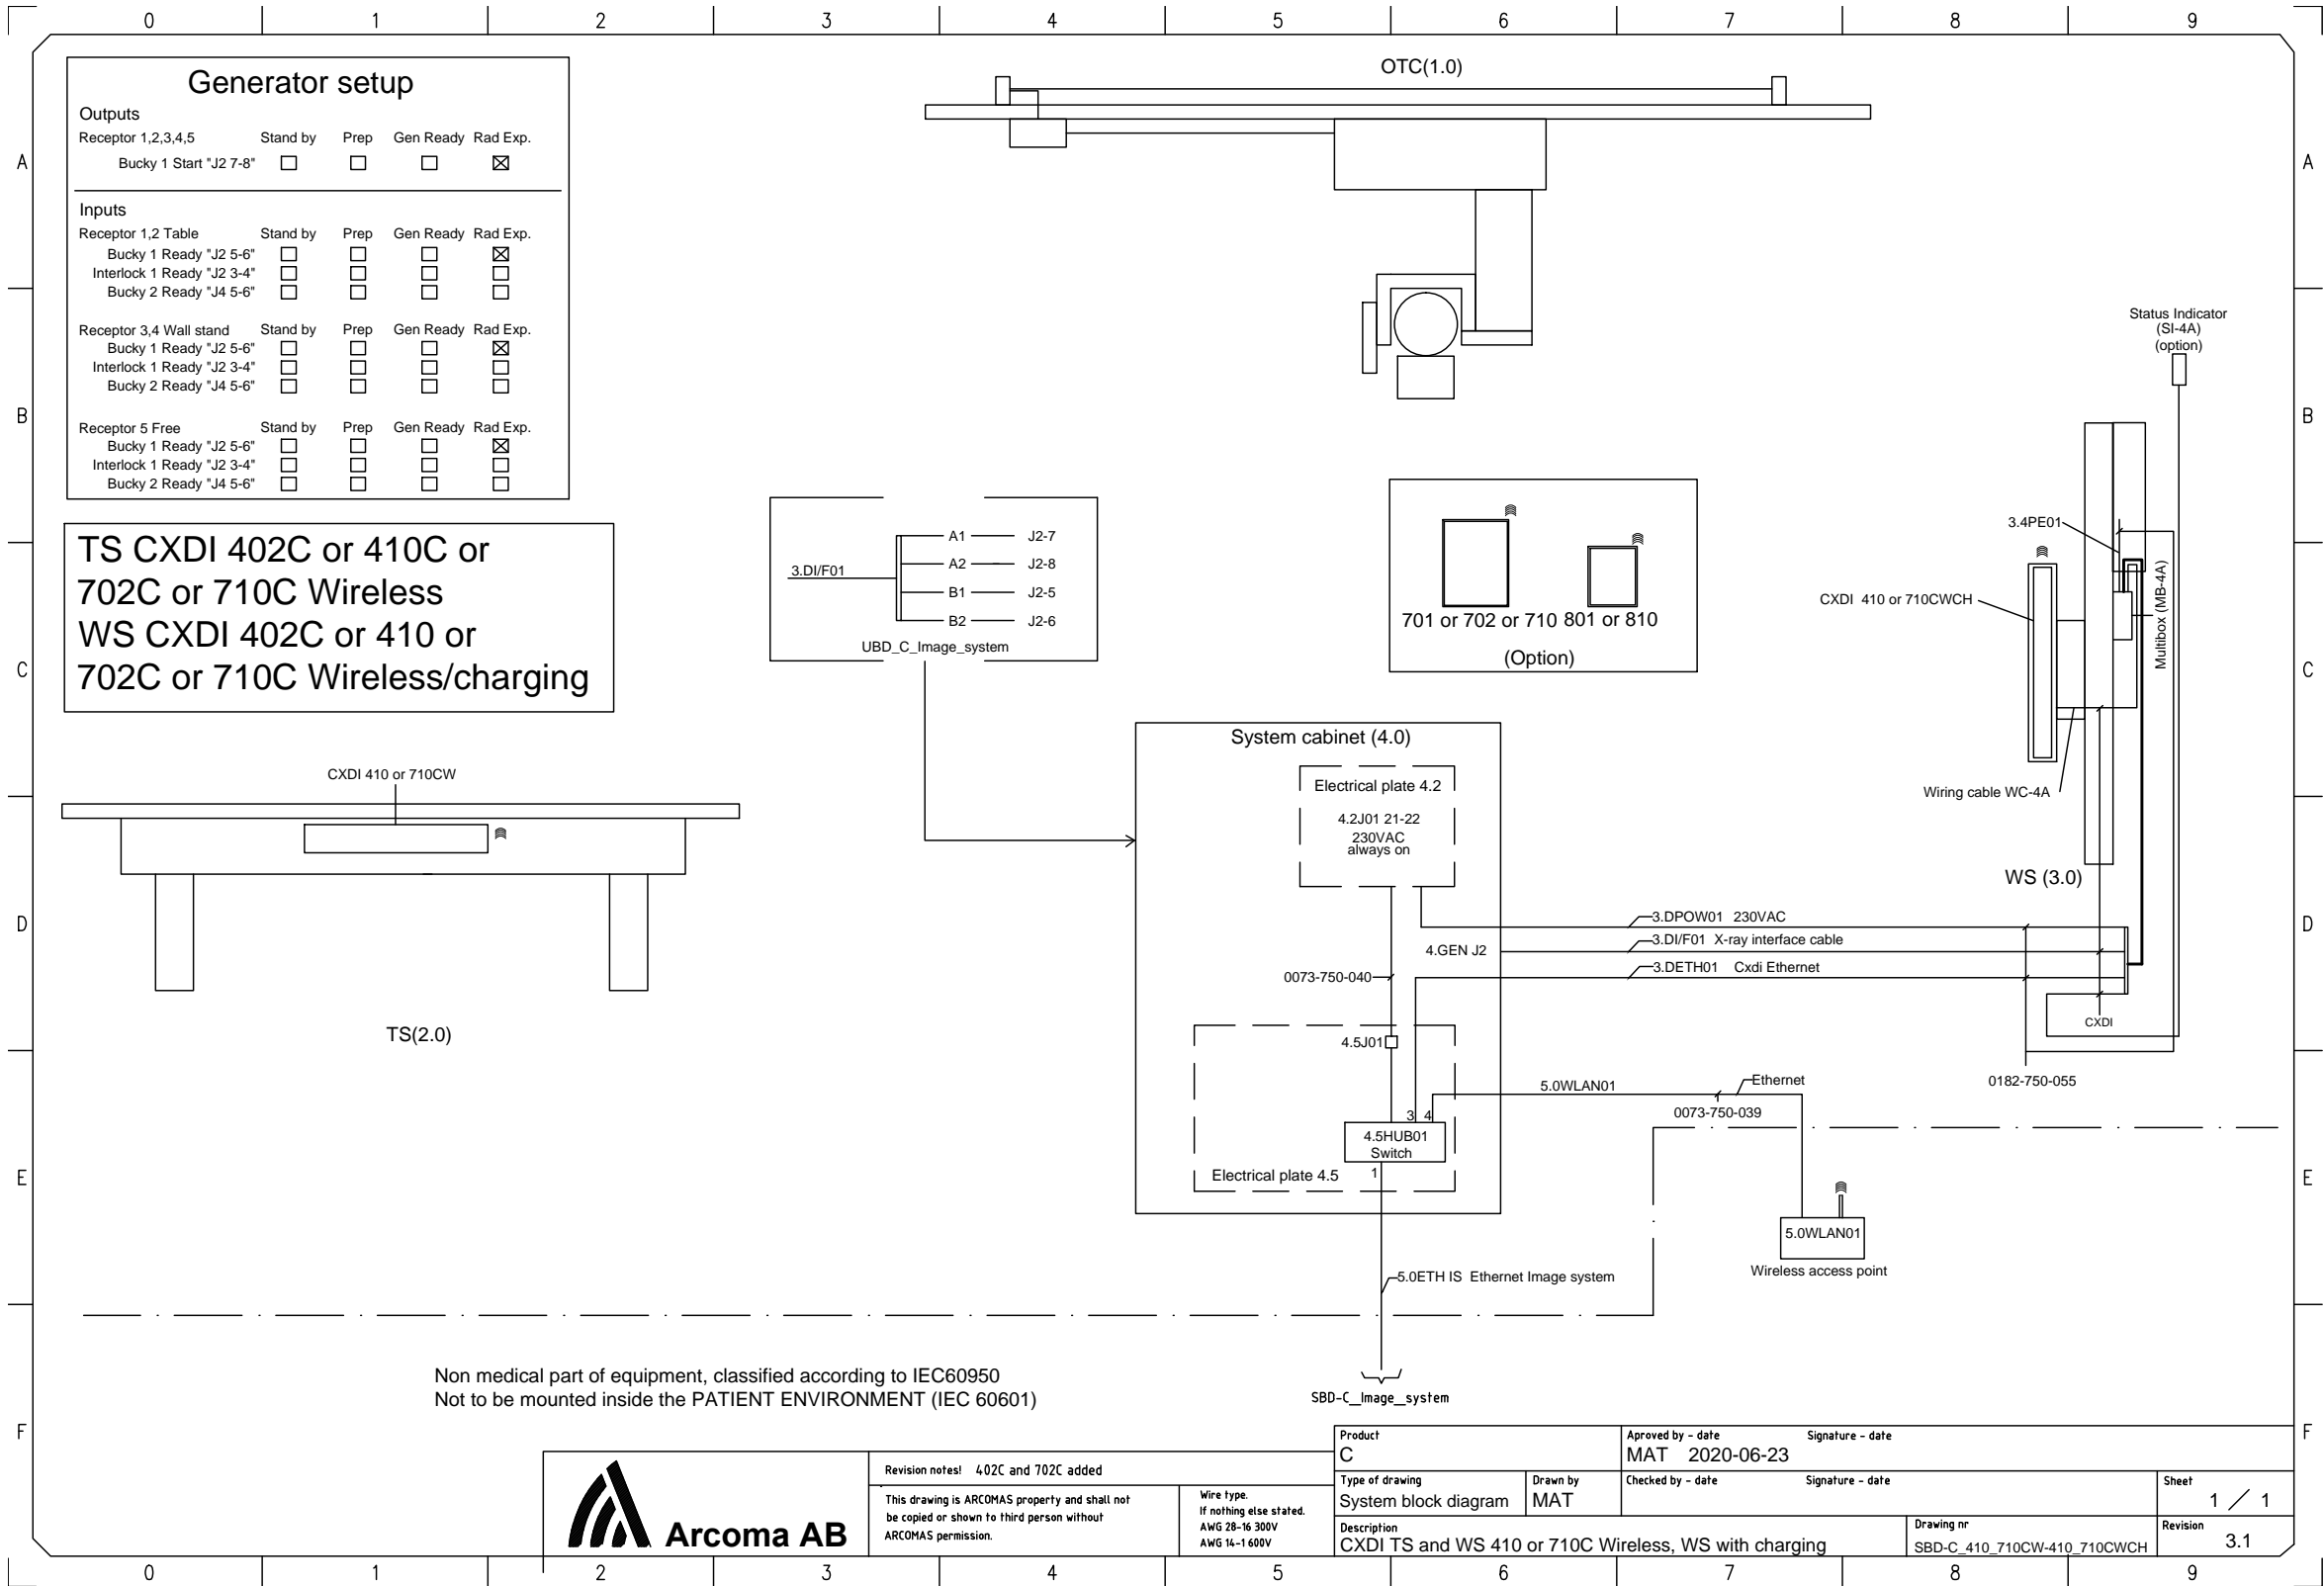 0 1 2 3 4 5 6 7 8 9
A
B
C
D
E
F
A
B
C
D
E
F
Generator setup
Outputs
Receptor 1,2,3,4,5 Stand by Prep Gen Ready Rad Exp.
Bucky 1 Start "J2 7-8"
Inputs
Receptor 1,2 Table Stand by Prep Gen Ready Rad Exp.
Bucky 1 Ready "J2 5-6"
Interlock 1 Ready "J2 3-4"
Bucky 2 Ready "J4 5-6"
Receptor 3,4 Wall stand Stand by Prep Gen Ready Rad Exp.
Bucky 1 Ready "J2 5-6"
Interlock 1 Ready "J2 3-4"
Bucky 2 Ready "J4 5-6"
Receptor 5 Free Stand by Prep Gen Ready Rad Exp.
Bucky 1 Ready "J2 5-6"
Interlock 1 Ready "J2 3-4"
Bucky 2 Ready "J4 5-6"
TS CXDI 402C or 410C or
702C or 710C Wireless
WS CXDI 402C or 410 or
702C or 710C Wireless/charging
OTC(1.0)
Status Indicator
(SI-4A)
(option)
3.DI/F01
A1 J2-7
A2 J2-8
B1 J2-5
B2 J2-6
UBD_C_Image_system
701 or 702 or 710 801 or 810
(Option)
3.4PE01
CXDI 410 or 710CWCH
Multibox (MB-4A)
Wiring cable WC-4A
WS (3.0)
CXDI 410 or 710CW
TS(2.0)
System cabinet (4.0)
Electrical plate 4.2
4.2J01 21-22
230VAC
always on
3.DPOW01 230VAC
4.GEN J2
3.DI/F01 X-ray interface cable
0073-750-040
3.DETH01 Cxdi Ethernet
CXDI
4.5J01
0182-750-055
5.0WLAN01
Ethernet
0073-750-039
3 4
4.5HUB01
Switch
1
Electrical plate 4.5
5.0WLAN01
Wireless access point
5.0ETH IS Ethernet Image system
SBD-C_Image_system
Non medical part of equipment, classified according to IEC60950
Not to be mounted inside the PATIENT ENVIRONMENT (IEC 60601)
Arcoma AB
Revision notes! 402C and 702C added
This drawing is ARCOMAS property and shall not
be copied or shown to third person without
ARCOMAS permission.
Wire type.
If nothing else stated.
AWG 28-16 300V
AWG 14-1 600V
Product
C
Aproved by - date Signature - date
MAT 2020-06-23
Type of drawing
System block diagram
Drawn by
MAT
Checked by - date Signature - date
Sheet
1 / 1
Description
CXDI TS and WS 410 or 710C Wireless, WS with charging
Drawing nr
SBD-C_410_710CW-410_710CWCH
Revision
3.1
0 1 2 3 4 5 6 7 8 9